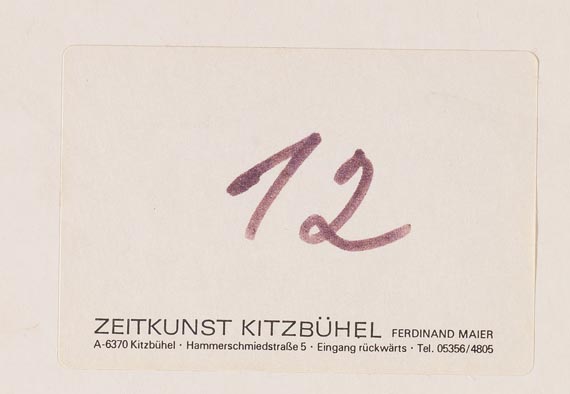 12
ZEITKUNST KITZBÜHEL FERDINAND MAIER
A-6370 Kitzbühel · Hammerschmiedstraße 5 · Eingang rückwärts · Tel. 05356/4805